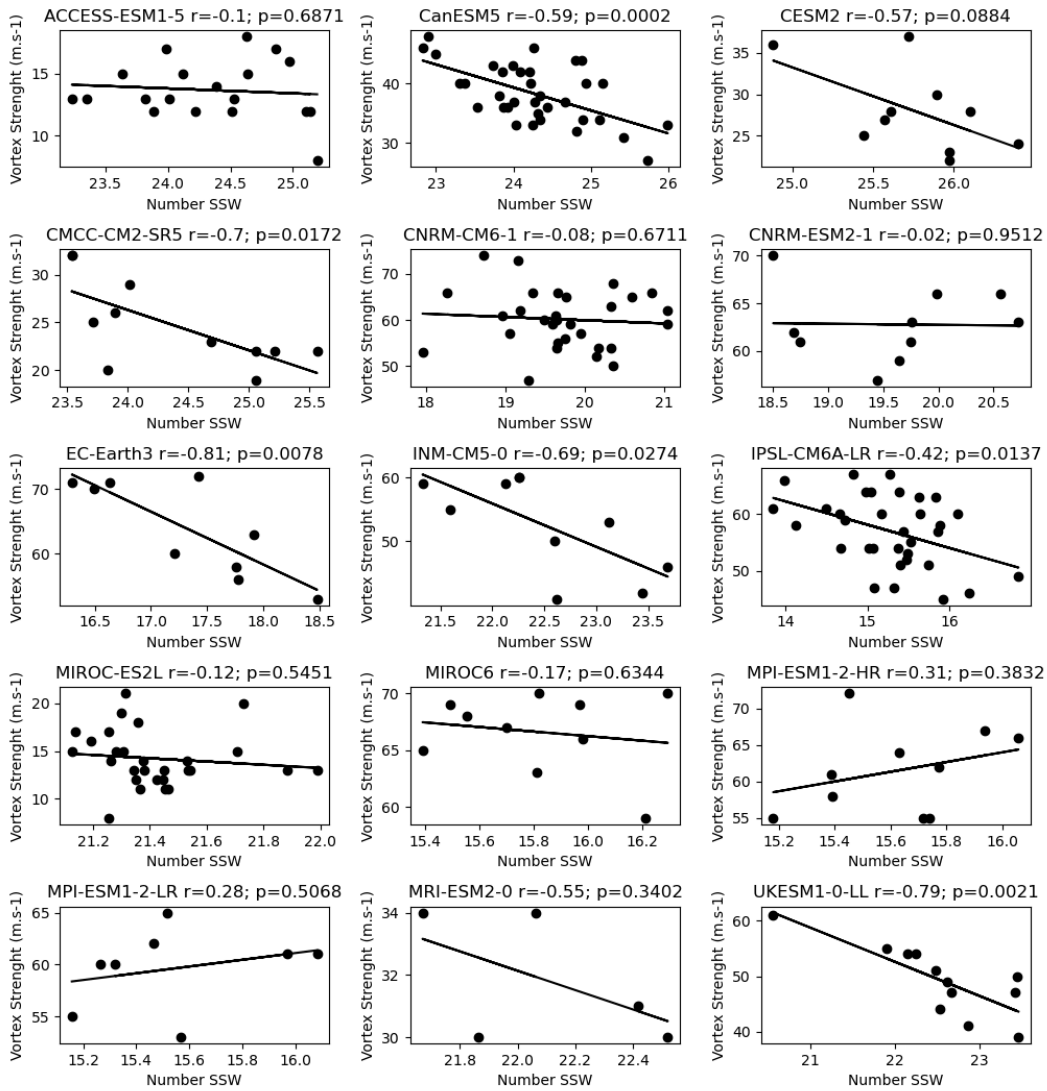 ACCESS-ESM1-5 r=-0.1; p=0.6871
CanESM5 r=-0.59; p=0.0002
CESM2 r=-0.57; p=0.0884
Vortex Strenght (m.s-1)
15
10
23.5 24.0 24.5 25.0
Number SSW
Vortex Strenght (m.s-1)
40
30
23 24 25 26
Number SSW
Vortex Strenght (m.s-1)
35
30
25
25.0 25.5 26.0
Number SSW
CMCC-CM2-SR5 r=-0.7; p=0.0172
CNRM-CM6-1 r=-0.08; p=0.6711
CNRM-ESM2-1 r=-0.02; p=0.9512
Vortex Strenght (m.s-1)
30
25
20
23.5 24.0 24.5 25.0 25.5
Number SSW
Vortex Strenght (m.s-1)
70
60
50
18 19 20 21
Number SSW
Vortex Strenght (m.s-1)
70
65
60
18.5 19.0 19.5 20.0 20.5
Number SSW
EC-Earth3 r=-0.81; p=0.0078
INM-CM5-0 r=-0.69; p=0.0274
IPSL-CM6A-LR r=-0.42; p=0.0137
Vortex Strenght (m.s-1)
70
60
16.5 17.0 17.5 18.0 18.5
Number SSW
Vortex Strenght (m.s-1)
60
50
21.5 22.0 22.5 23.0 23.5
Number SSW
Vortex Strenght (m.s-1)
60
50
14 15 16
Number SSW
MIROC-ES2L r=-0.12; p=0.5451
MIROC6 r=-0.17; p=0.6344
MPI-ESM1-2-HR r=0.31; p=0.3832
Vortex Strenght (m.s-1)
20
15
10
21.2 21.4 21.6 21.8 22.0
Number SSW
Vortex Strenght (m.s-1)
70
65
60
15.4 15.6 15.8 16.0 16.2
Number SSW
Vortex Strenght (m.s-1)
70
65
60
55
15.2 15.4 15.6 15.8 16.0
Number SSW
MPI-ESM1-2-LR r=0.28; p=0.5068
MRI-ESM2-0 r=-0.55; p=0.3402
UKESM1-0-LL r=-0.79; p=0.0021
Vortex Strenght (m.s-1)
65
60
55
15.2 15.4 15.6 15.8 16.0
Number SSW
Vortex Strenght (m.s-1)
34
32
30
21.8 22.0 22.2 22.4
Number SSW
Vortex Strenght (m.s-1)
60
50
40
21 22 23
Number SSW